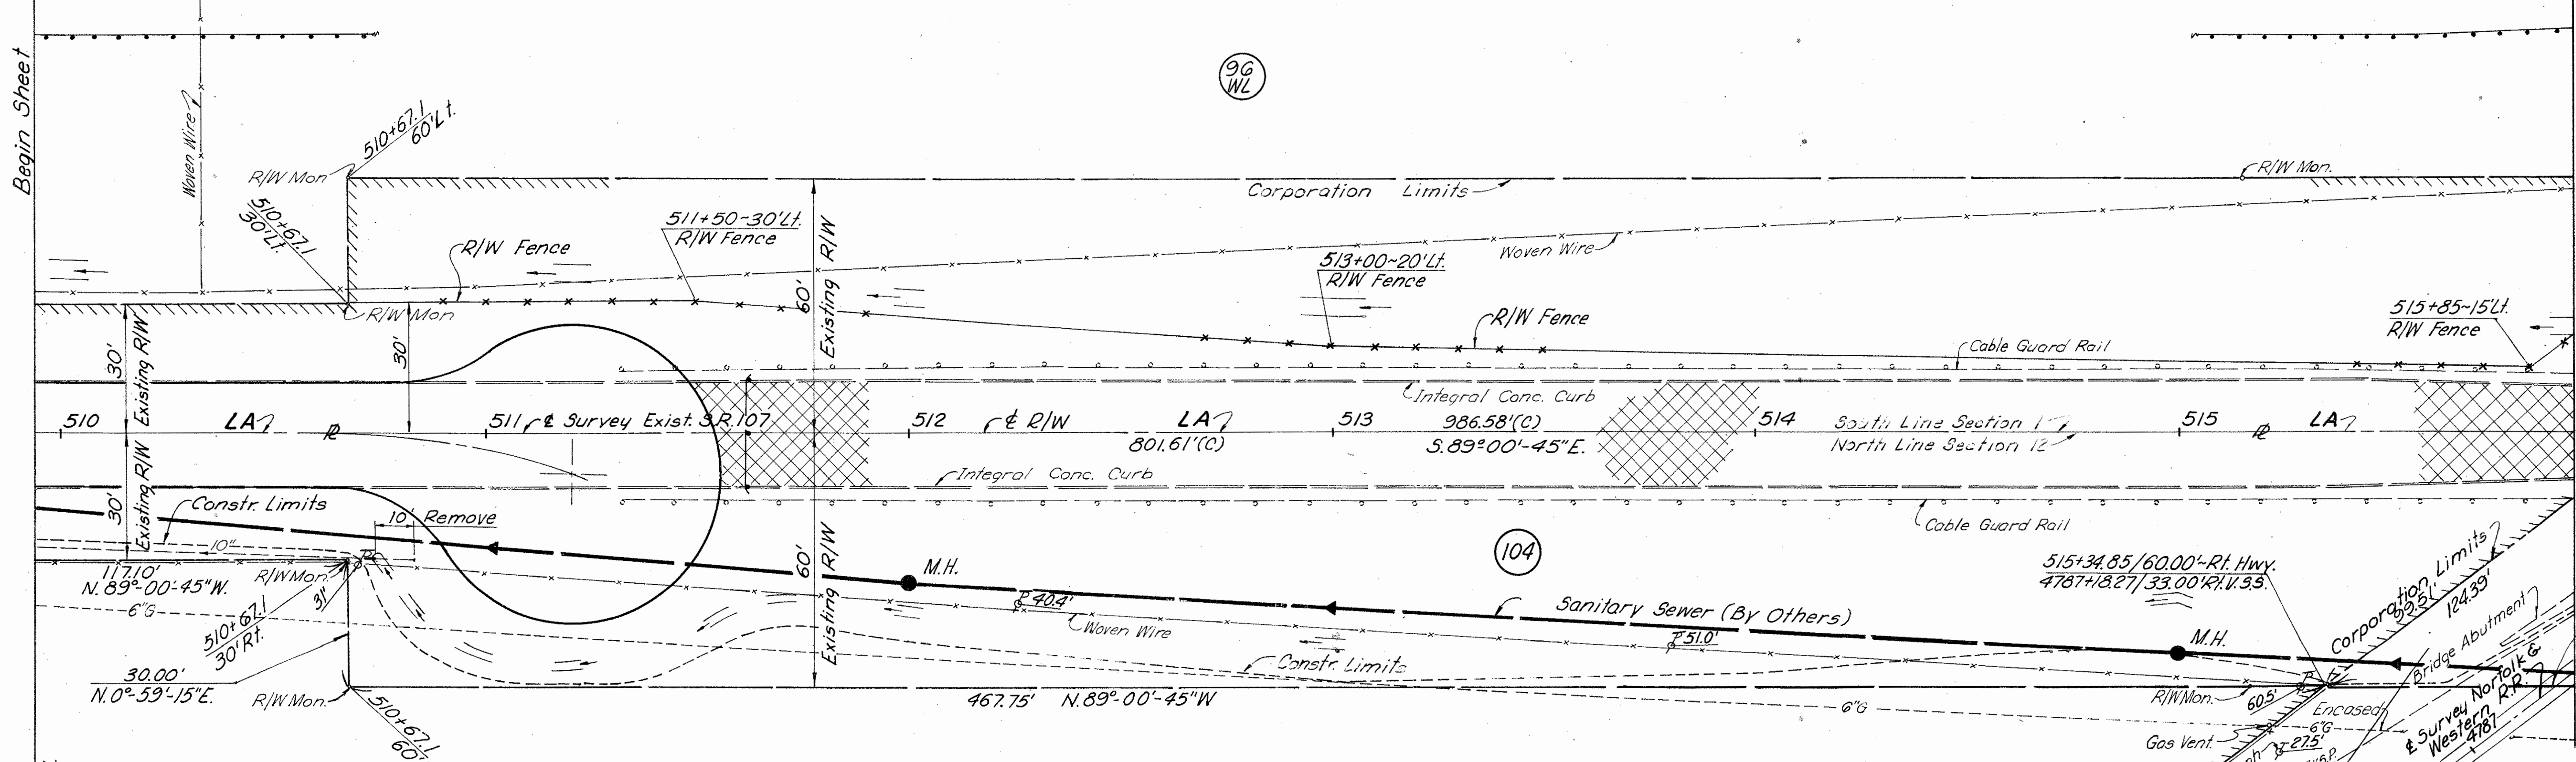 Begin Sheet
Woven Wire
96
WL
510+67.1
60'Lt.
R/W Mon
510+67.1
30'Lt.
R/W Mon
R/W Fence
511+50~30'Lt.
R/W Fence
60'
Existing R/W
Corporation Limits
R/W Mon.
Woven Wire
513+00~20'Lt.
R/W Fence
R/W Fence
515+85~15'Lt.
R/W Fence
Cable Guard Rail
Integral Conc. Curb
30'
Existing R/W
30'
510
LA
511
℄ Survey Exist. S.R. 107
512
℄ R/W
LA
513
986.58'(C)
514
South Line Section 1
515
LA
801.61'(C)
S.89°00'-45"E.
North Line Section 12
Integral Conc. Curb
30'
Existing R/W
Constr. Limits
10' Remove
10"
Cable Guard Rail
117.10'
N.89°-00'-45"W.
R/W Mon.
31'
6"G
510+67.1
30'Rt.
30.00'
N.0°-59'-15"E.
R/W Mon.
510+67.1
60'
60'
Existing R/W
M.H.
40.4'
Woven Wire
104
Sanitary Sewer (By Others)
51.0'
Constr. Limits
467.75' N.89°-00'-45"W
6"G
515+34.85/60.00'~Rt. Hwy.
4787+18.27/33.00'Rt.V.S.S.
M.H.
Corporation Limits
99.51'
124.39'
Bridge Abutment
R/W Mon.
60.5'
Encased
6"G
Gas Vent
27.5'
℄ Survey Norfolk &
Western R.R.
4787